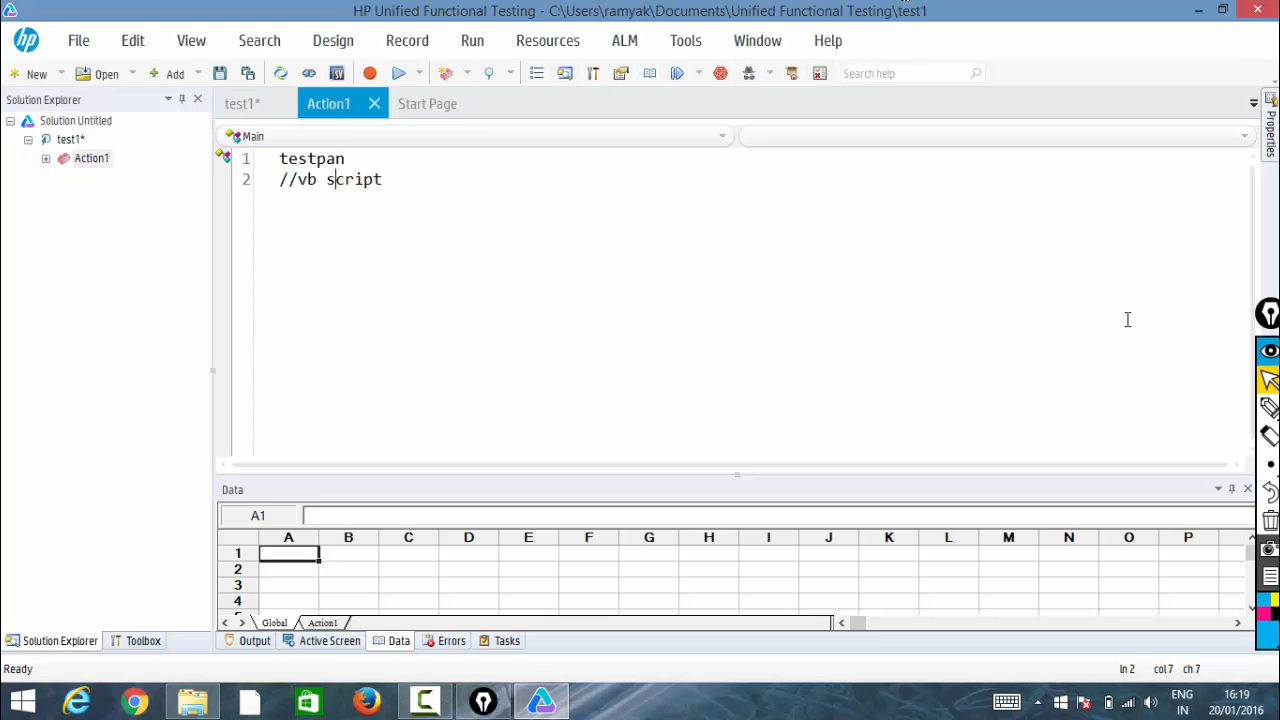 HP Unified Functional Testing - C:\Users\ramyak\Documents\Unified Functional Testing\test1
hp File Edit View Search Design Record Run Resources ALM Tools Window Help
New Open Add Search help
Solution Explorer
test1* Action1 Start Page
Properties
Solution Untitled
test1*
Action1
Main
1 testpan
2 //vb script
Data
A1
A B C D E F G H I J K L M N O P
1
2
3
4
Global Action1
Solution Explorer Toolbox Output Active Screen Data Errors Tasks
Ready ln 2 col 7 ch 7
ENG 16:19
IN 20/01/2016